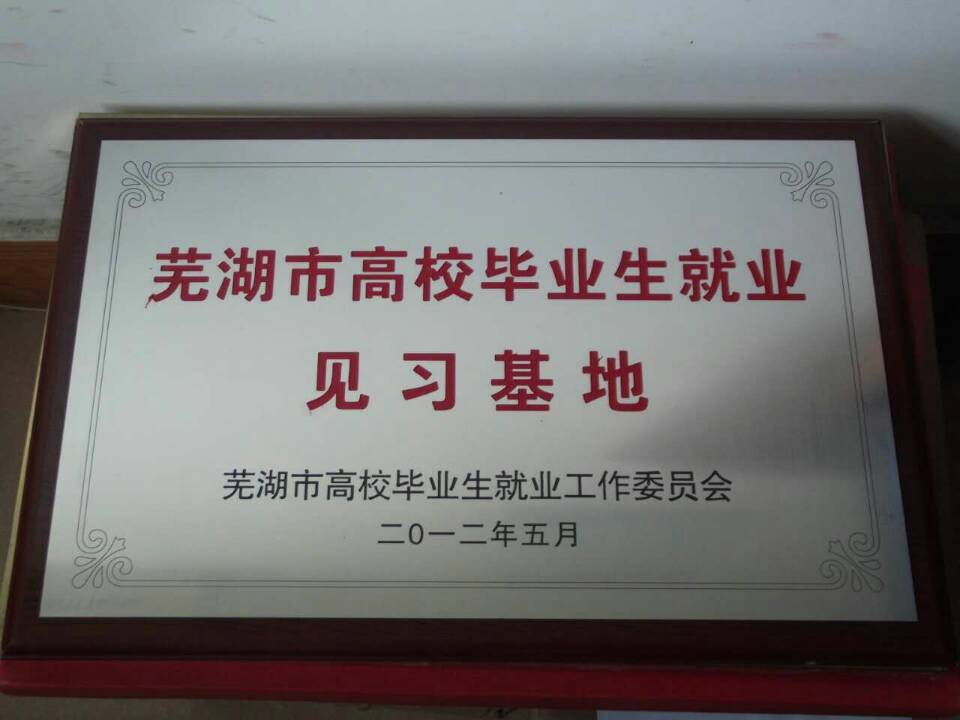 芜湖市高校毕业生就业
见习基地
芜湖市高校毕业生就业工作委员会
二0一二年五月